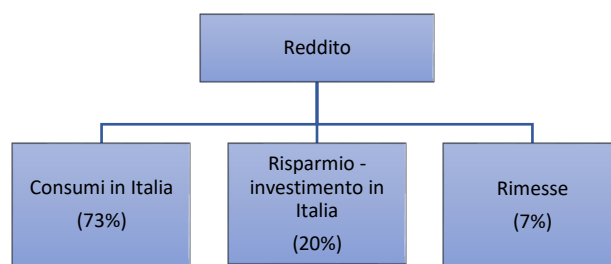 Reddito
Consumi in Italia
(73%)
Risparmio -
investimento in
Italia
(20%)
Rimesse
(7%)